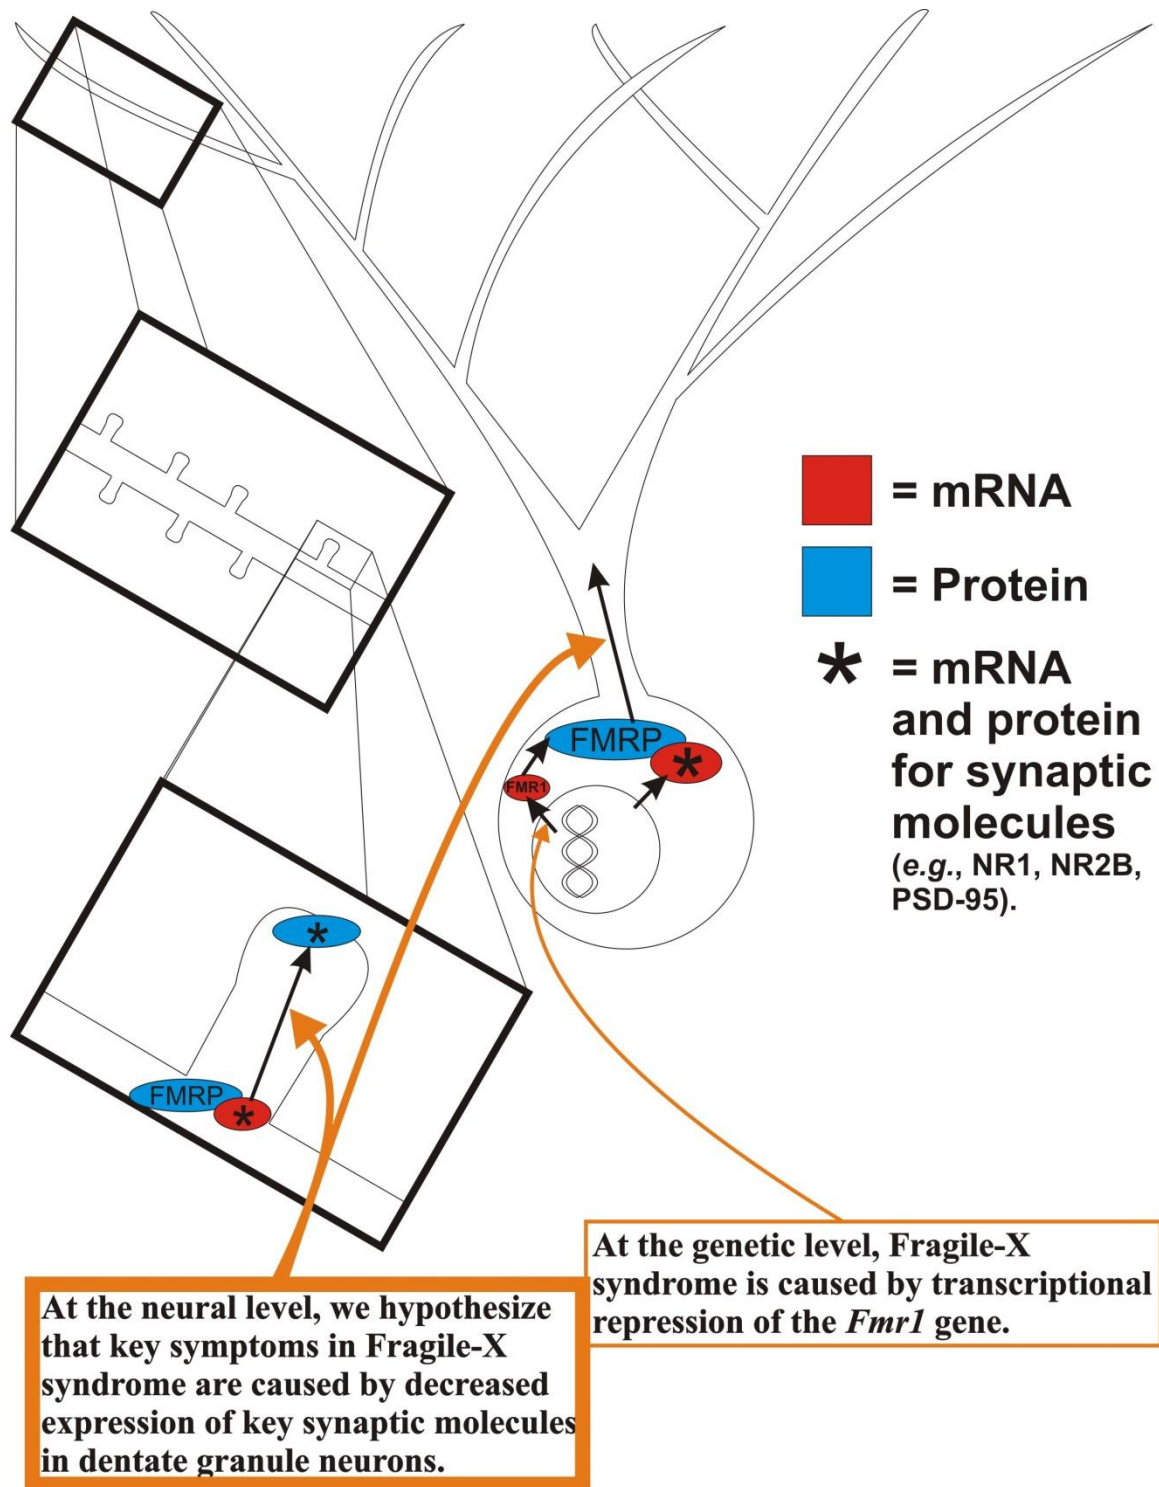 = mRNA
= Protein
* = mRNA
and protein
for synaptic
molecules
(e.g., NR1, NR2B,
PSD-95).
FMRP
*
FMR1
*
FMRP
*
At the genetic level, Fragile-X
syndrome is caused by transcriptional
repression of the Fmr1 gene.
At the neural level, we hypothesize
that key symptoms in Fragile-X
syndrome are caused by decreased
expression of key synaptic molecules
in dentate granule neurons.